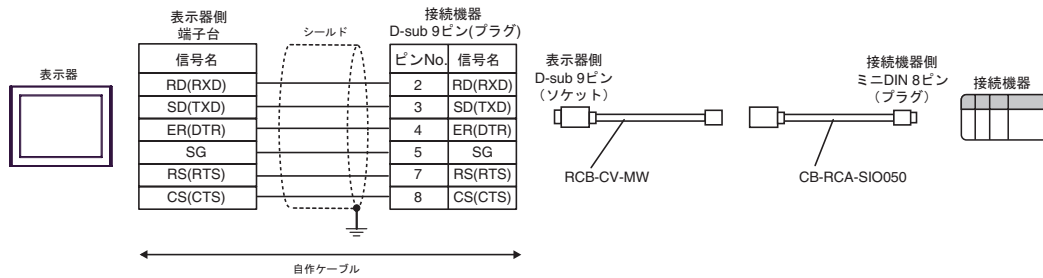 表示器
表示器側
端子台
信号名
RD(RXD)
SD(TXD)
ER(DTR)
SG
RS(RTS)
CS(CTS)
シールド
接続機器
D-sub 9ピン(プラグ)
ピンNo. 信号名
2 RD(RXD)
3 SD(TXD)
4 ER(DTR)
5 SG
7 RS(RTS)
8 CS(CTS)
自作ケーブル
表示器側
D-sub 9ピン
（ソケット）
RCB-CV-MW
接続機器側
ミニDIN 8ピン
（プラグ）
CB-RCA-SIO050
接続機器